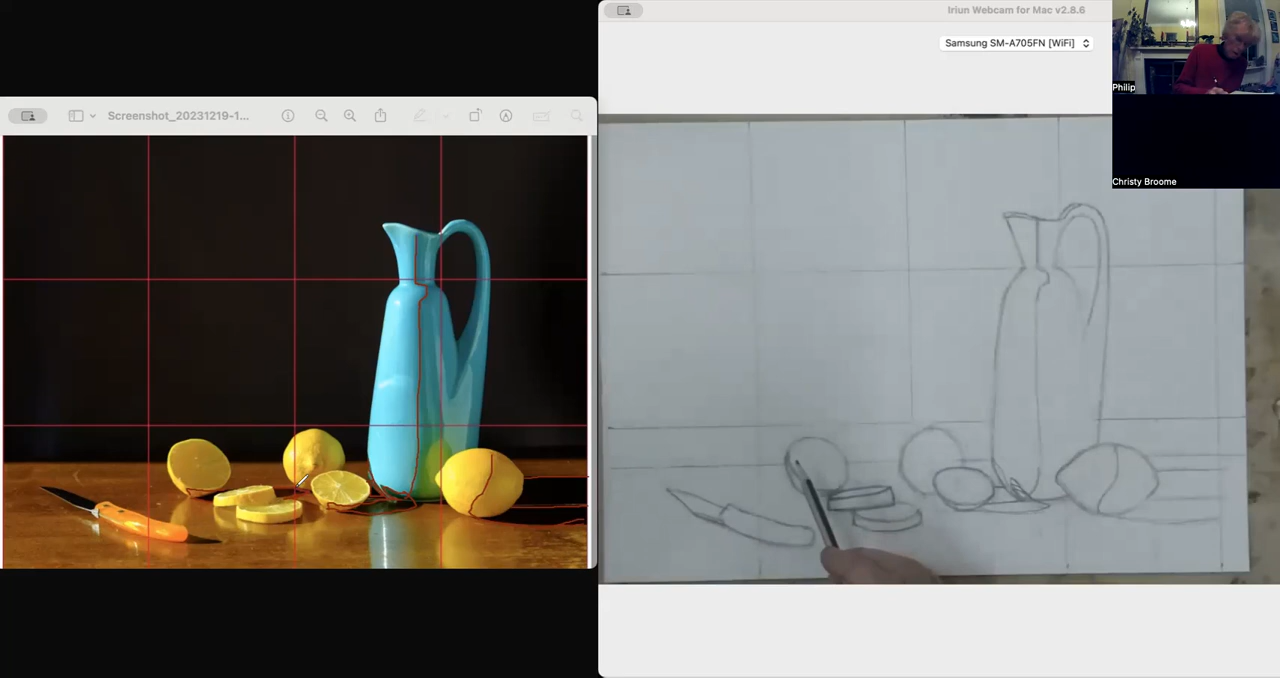 Iriun Webcam for Mac v2.8.6
Samsung SM-A705FN [WiFi]
Philip
Screenshot_20231219-1...
Christy Broome